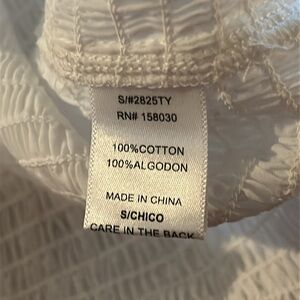 S/#2825TY
RN# 158030
100%COTTON
100%ALGODON
MADE IN CHINA
S/CHICO
CARE IN THE BACK